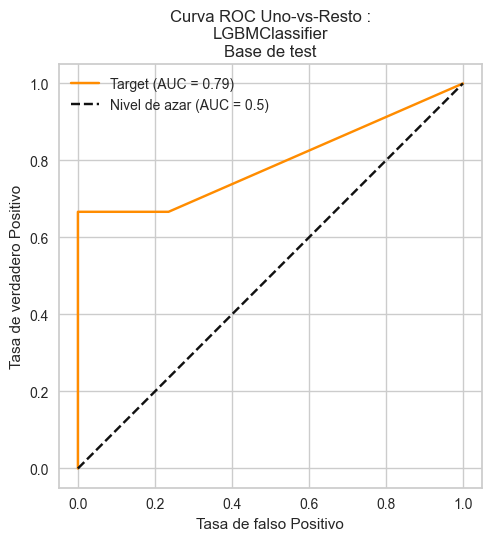 Curva ROC Uno-vs-Resto :
LGBMClassifier
Base de test
Target (AUC = 0.79)
Nivel de azar (AUC = 0.5)
Tasa de verdadero Positivo
1.0
0.8
0.6
0.4
0.2
0.0
0.0 0.2 0.4 0.6 0.8 1.0
Tasa de falso Positivo